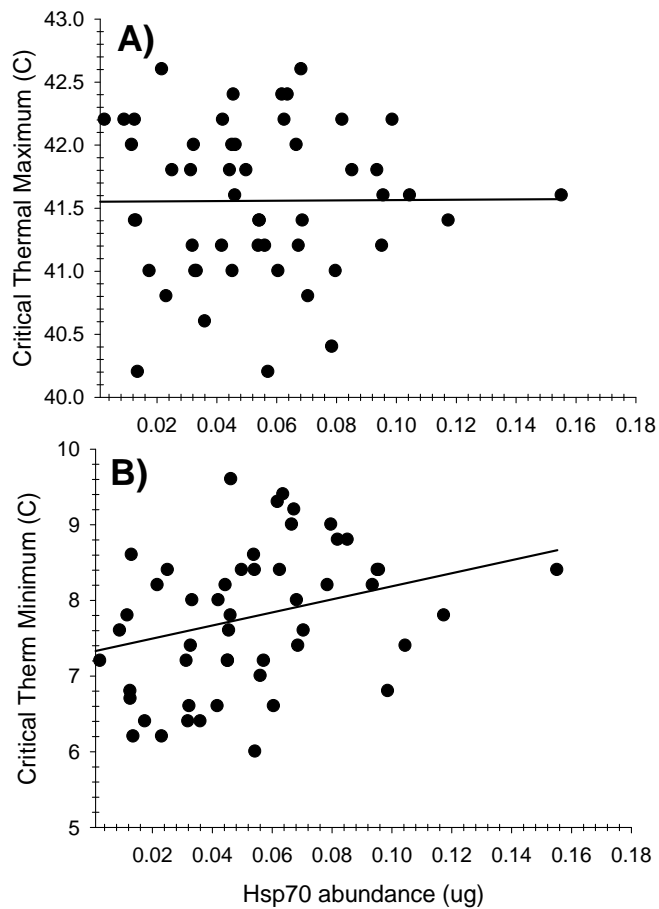 A)
Critical Thermal Maximum (C)
43.0
42.5
42.0
41.5
41.0
40.5
40.0
0.02 0.04 0.06 0.08 0.10 0.12 0.14 0.16 0.18
B)
Critical Therm Minimum (C)
10
9
8
7
6
5
0.02 0.04 0.06 0.08 0.10 0.12 0.14 0.16 0.18
Hsp70 abundance (ug)